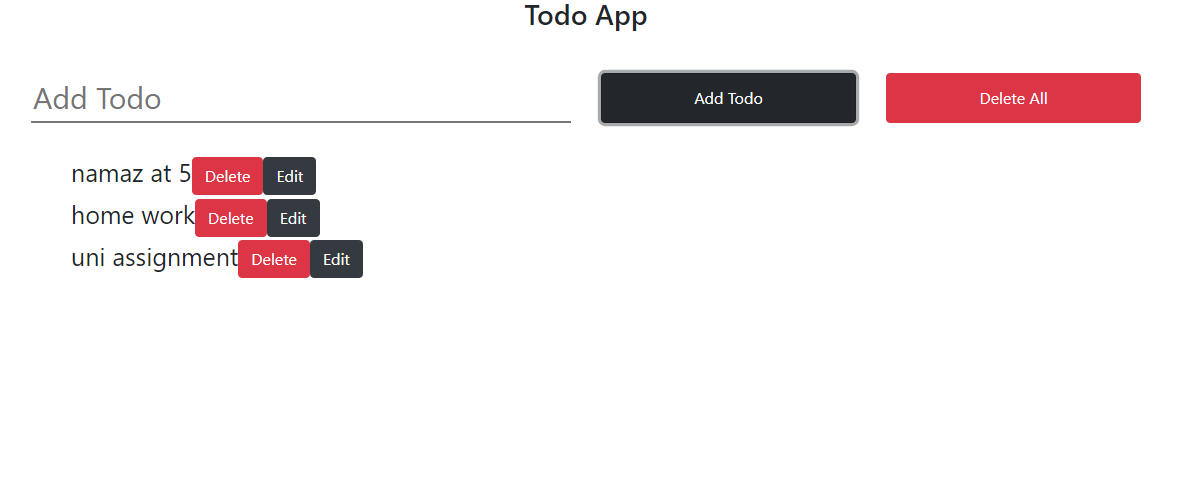 Todo App
Add Todo Add Todo Delete All
namaz at 5 Delete Edit
home work Delete Edit
uni assignment Delete Edit